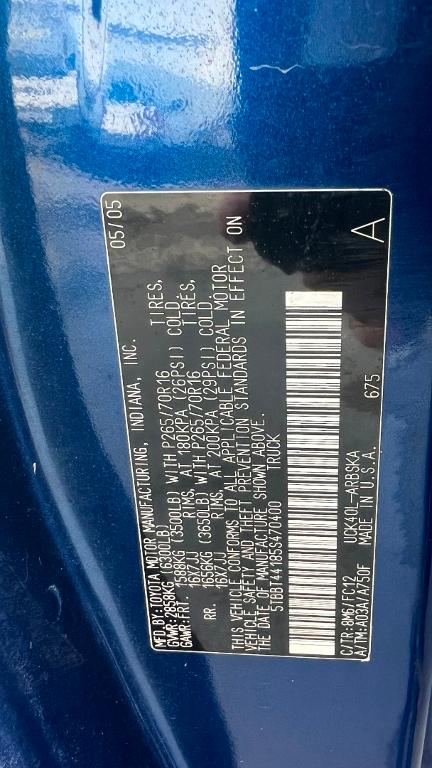 MFD.BY:TOYOTA MOTOR MANUFACTURING, INDIANA, INC. 05/05
GVWR:2858KG (6300LB)
GAWR:FRT. 1588KG (3500LB) WITH P265/70R16 TIRES,
16X7JJ RIMS, AT 180KPA (26PSI) COLD.
RR. 1656KG (3650LB) WITH P265/70R16 TIRES,
16X7JJ RIMS, AT 200KPA (29PSI) COLD.
THIS VEHICLE CONFORMS TO ALL APPLICABLE FEDERAL MOTOR
VEHICLE SAFETY AND THEFT PREVENTION STANDARDS IN EFFECT ON
THE DATE OF MANUFACTURE SHOWN ABOVE.
5TBBT44185S470400 TRUCK
C/TR:8M6/FC12 UCK40L-ARBSKA 675 A
A/TM:A03A/A750F MADE IN U.S.A.